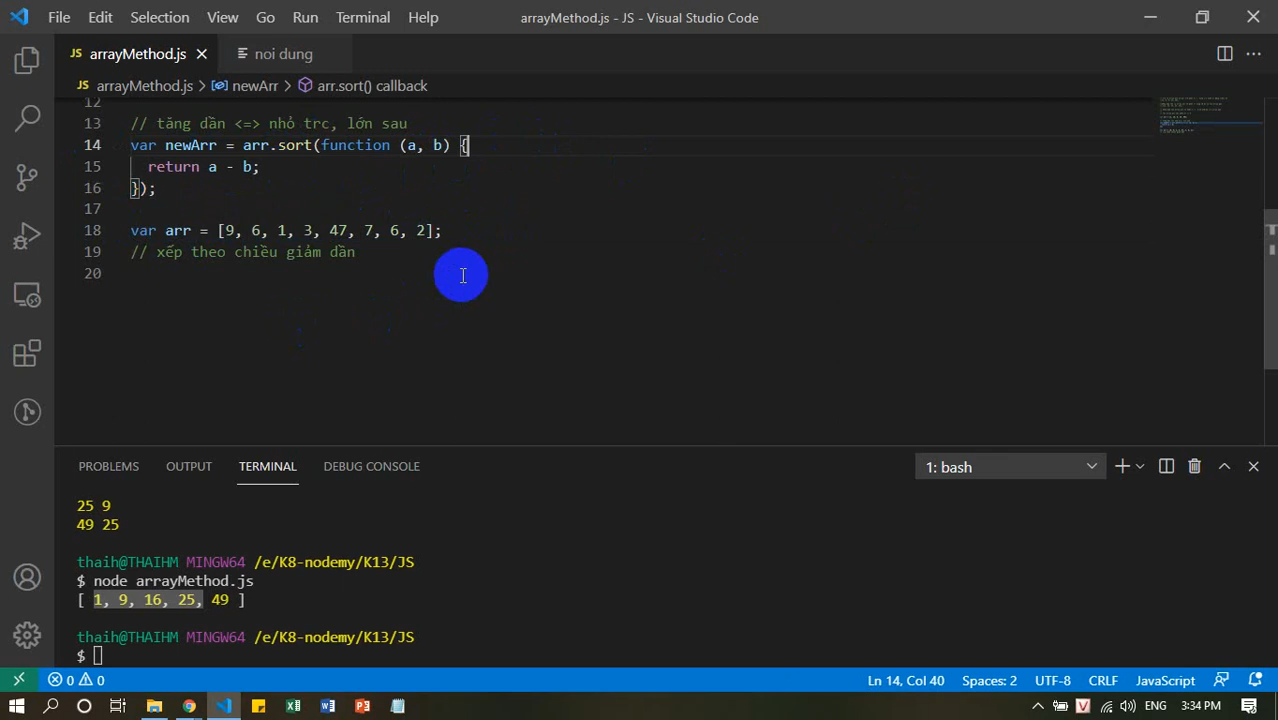 File Edit Selection View Go Run Terminal Help arrayMethod.js - JS - Visual Studio Code
JS arrayMethod.js noi dung
JS arrayMethod.js > newArr > arr.sort() callback
12
13 // tăng dần <=> nhỏ trc, lớn sau
14 var newArr = arr.sort(function (a, b) {
15 return a - b;
16 });
17
18 var arr = [9, 6, 1, 3, 47, 7, 6, 2];
19 // xếp theo chiều giảm dần
20
PROBLEMS OUTPUT TERMINAL DEBUG CONSOLE 1: bash
25 9
49 25
thaih@THAIHM MINGW64 /e/K8-nodemy/K13/JS
$ node arrayMethod.js
[ 1, 9, 16, 25, 49 ]
thaih@THAIHM MINGW64 /e/K8-nodemy/K13/JS
$
0 0 Ln 14, Col 40 Spaces: 2 UTF-8 CRLF JavaScript
ENG 3:34 PM